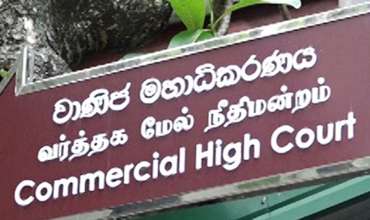 වාණිජ මහාධිකරණය
வர்த்தக மேல் நீதிமன்றம்
Commercial High Court